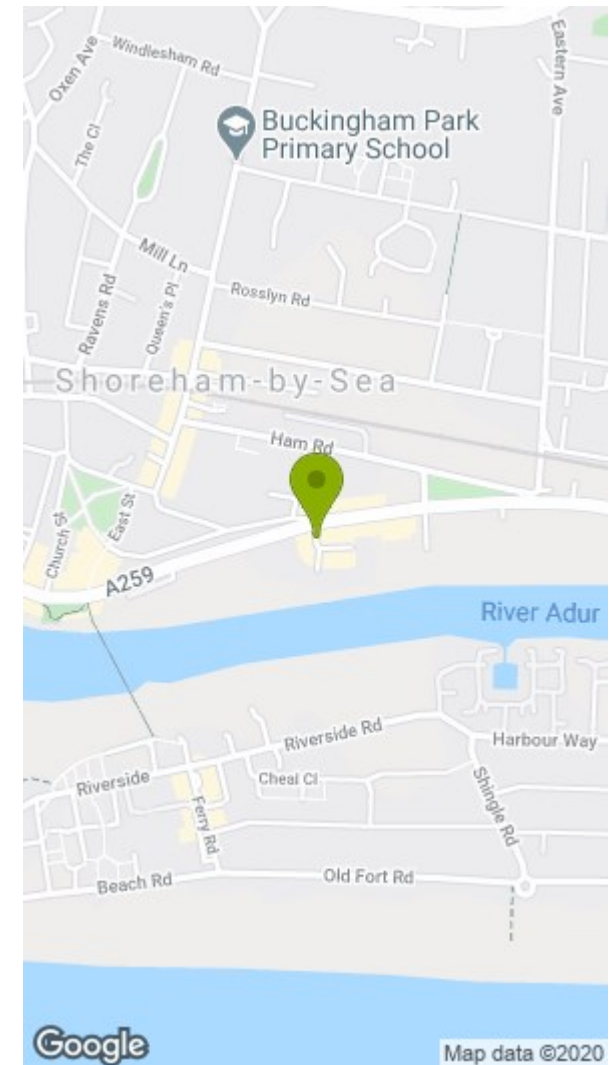 Windlesham Rd
Oxen Ave
Eastern Ave
The Cl
Buckingham Park
Primary School
Mill Ln
Ravens Rd
Queen's Pl
Rosslyn Rd
Shoreham-by-Sea
Ham Rd
Church St
East St
A259
River Adur
Riverside Rd
Harbour Way
Riverside
Cheal Cl
Ferry Rd
Shingle Rd
Beach Rd
Old Fort Rd
Google
Map data ©2020